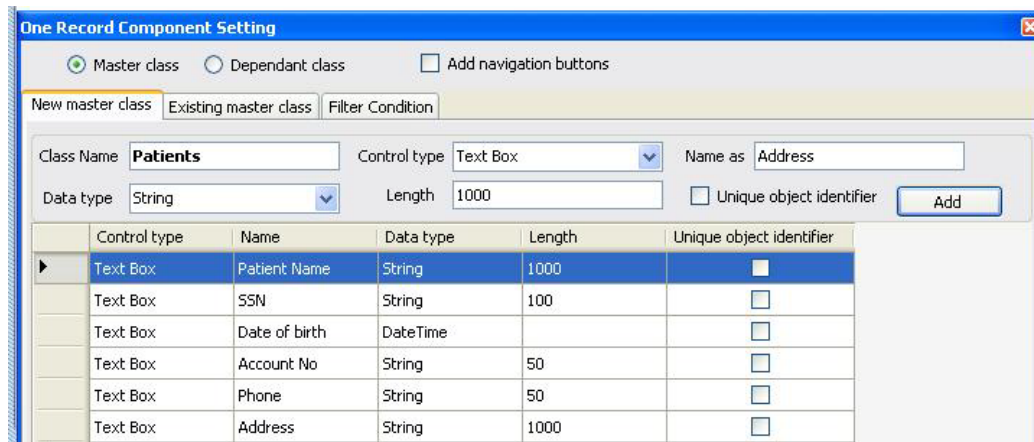 One Record Component Setting
Master class Dependant class Add navigation buttons
New master class Existing master class Filter Condition
Class Name Patients Control type Text Box Name as Address
Data type String Length 1000 Unique object identifier Add
Control type Name Data type Length Unique object identifier
Text Box Patient Name String 1000
Text Box SSN String 100
Text Box Date of birth DateTime
Text Box Account No String 50
Text Box Phone String 50
Text Box Address String 1000